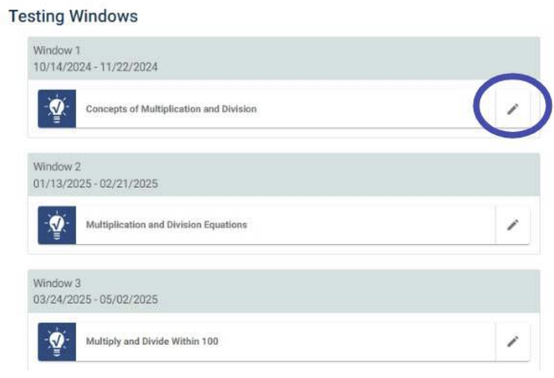 Testing Windows
Window 1
10/14/2024 - 11/22/2024
Concepts of Multiplication and Division
Window 2
01/13/2025 - 02/21/2025
Multiplication and Division Equations
Window 3
03/24/2025 - 05/02/2025
Multiply and Divide Within 100